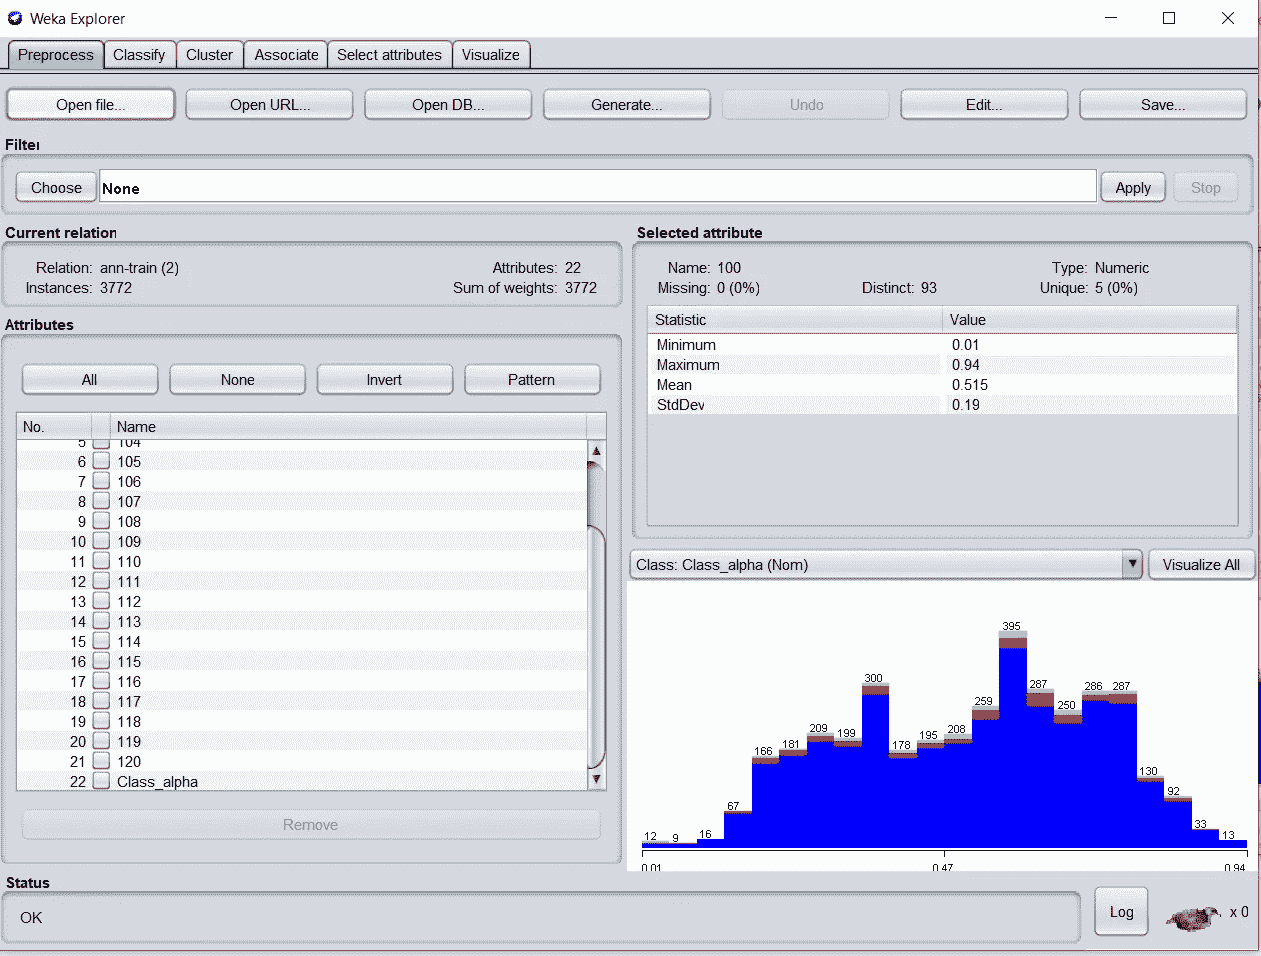 Weka Explorer
Preprocess Classify Cluster Associate Select attributes Visualize
Open file... Open URL... Open DB... Generate... Undo Edit... Save...
Filter
Choose None Apply Stop
Current relation
Relation: ann-train (2) Attributes: 22
Instances: 3772 Sum of weights: 3772
Selected attribute
Name: 100 Type: Numeric
Missing: 0 (0%) Distinct: 93 Unique: 5 (0%)
Statistic Value
Minimum 0.01
Maximum 0.94
Mean 0.515
StdDev 0.19
Attributes
All None Invert Pattern
No. Name
5 104
6 105
7 106
8 107
9 108
10 109
11 110
12 111
13 112
14 113
15 114
16 115
17 116
18 117
19 118
20 119
21 120
22 Class_alpha
Remove
Class: Class_alpha (Nom) Visualize All
12 9 16 67 166 181 209 199 300 178 195 208 259 395 287 250 286 287 130 92 33 13
0.01 0.47 0.94
Status
OK
Log x 0